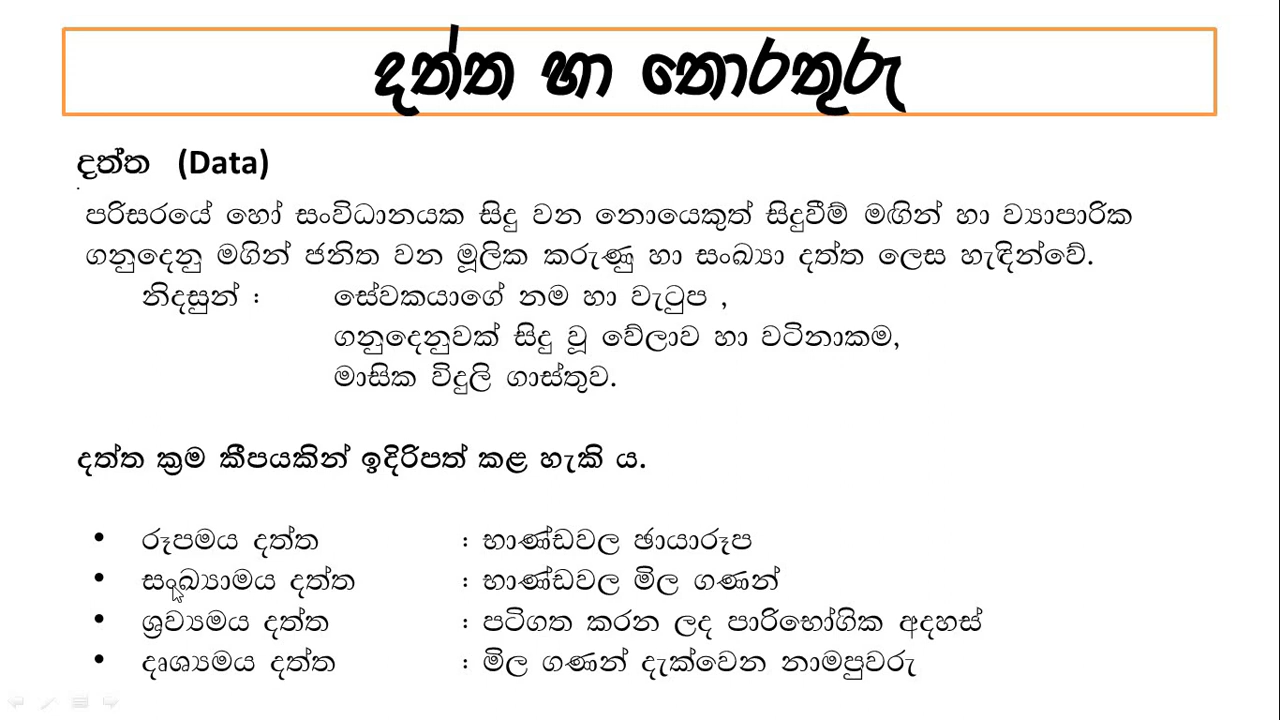 දත්ත හා තොරතුරු
දත්ත (Data)
පරිසරයේ හෝ සංවිධානයක සිදු වන නොයෙකුත් සිදුවීම් මඟින් හා ව්‍යාපාරික
ගනුදෙනු මගින් ජනිත වන මූලික කරුණු හා සංඛ්‍යා දත්ත ලෙස හැඳින්වේ.
නිදසුන් : සේවකයාගේ නම හා වැටුප ,
ගනුදෙනුවක් සිදු වූ වේලාව හා වටිනාකම,
මාසික විදුලි ගාස්තුව.
දත්ත ක්‍රම කීපයකින් ඉදිරිපත් කළ හැකි ය.
• රූපමය දත්ත : භාණ්ඩවල ඡායාරූප
• සංඛ්‍යාමය දත්ත : භාණ්ඩවල මිල ගණන්
• ශ්‍රව්‍යමය දත්ත : පටිගත කරන ලද පාරිභෝගික අදහස්
• දෘශ්‍යමය දත්ත : මිල ගණන් දැක්වෙන නාමපුවරු